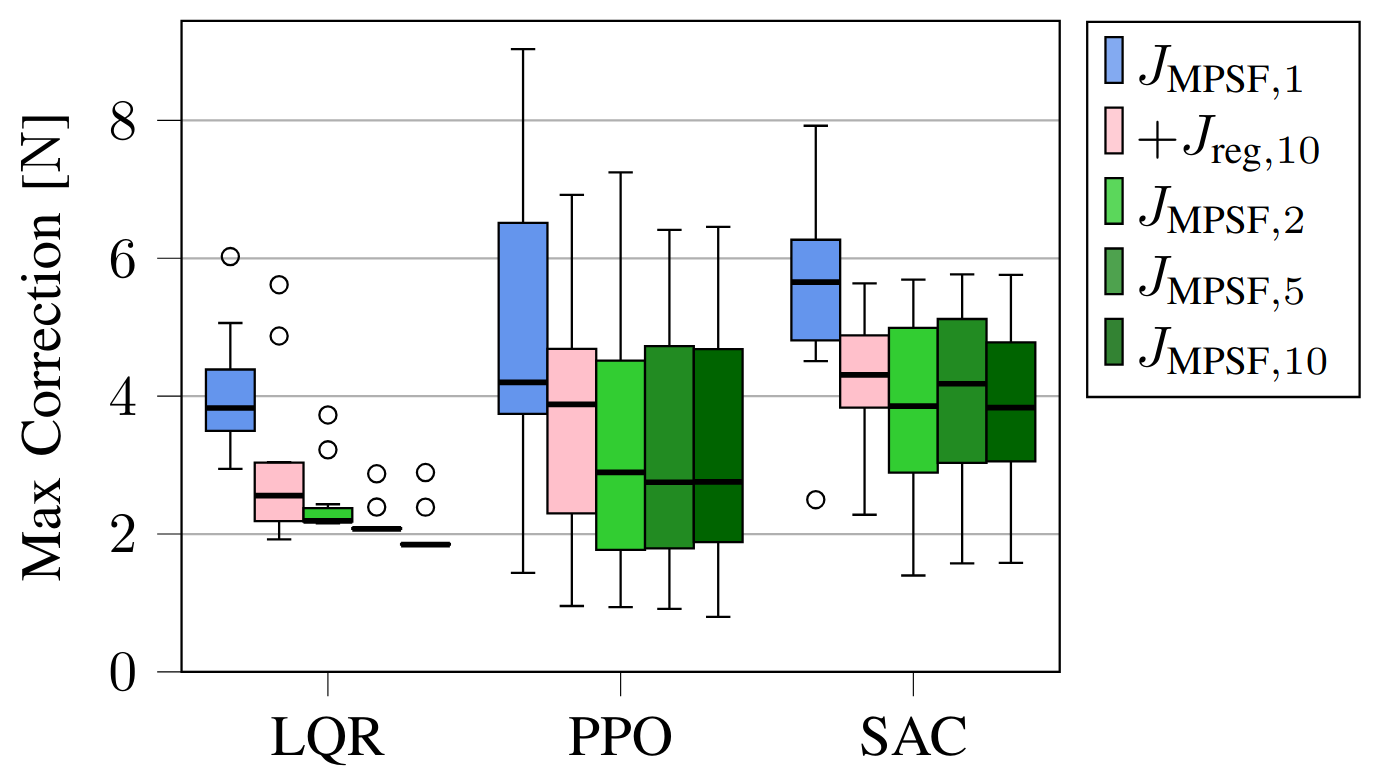 Max Correction [N]
8
6
4
2
0
LQR PPO SAC
J_MPSF,1
+J_reg,10
J_MPSF,2
J_MPSF,5
J_MPSF,10